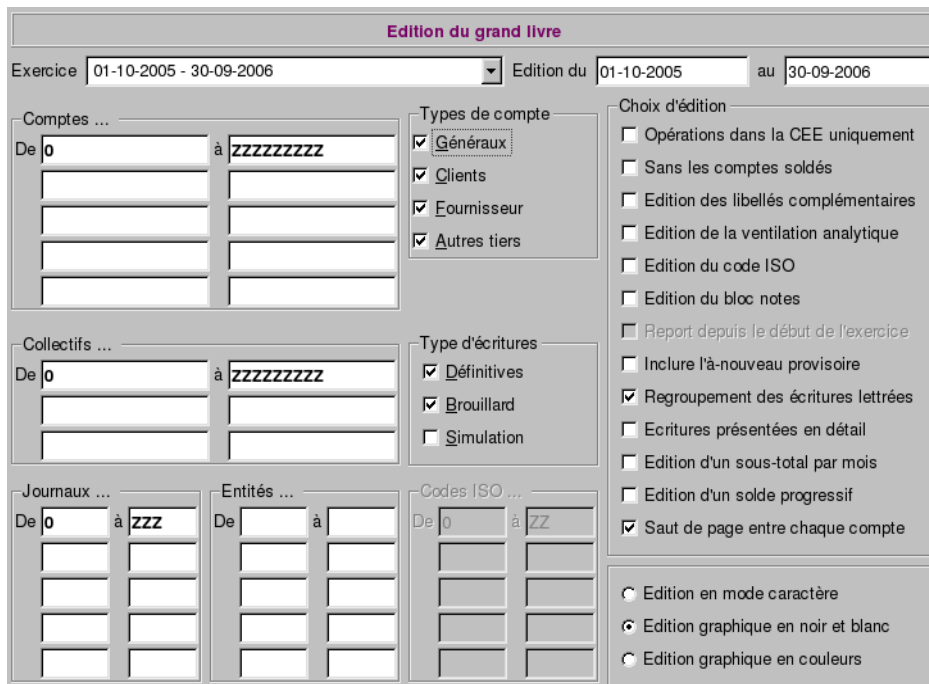 Edition du grand livre
Exercice 01-10-2005 - 30-09-2006 Edition du 01-10-2005 au 30-09-2006
Comptes ...
De 0 à ZZZZZZZZZ
Types de compte
Généraux
Clients
Fournisseur
Autres tiers
Choix d'édition
Opérations dans la CEE uniquement
Sans les comptes soldés
Edition des libellés complémentaires
Edition de la ventilation analytique
Edition du code ISO
Edition du bloc notes
Report depuis le début de l'exercice
Inclure l'à-nouveau provisoire
Regroupement des écritures lettrées
Ecritures présentées en détail
Edition d'un sous-total par mois
Edition d'un solde progressif
Saut de page entre chaque compte
Collectifs ...
De 0 à ZZZZZZZZZ
Type d'écritures
Définitives
Brouillard
Simulation
Journaux ...
De 0 à ZZZ
Entités ...
De à
Codes ISO ...
De 0 à ZZ
Edition en mode caractère
Edition graphique en noir et blanc
Edition graphique en couleurs